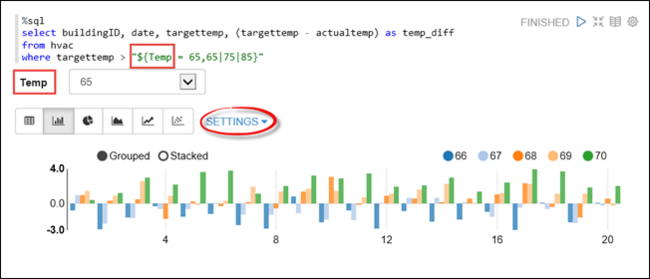 %sql
FINISHED
select buildingID, date, targettemp, (targettemp - actualtemp) as temp_diff
from hvac
where targettemp > "${Temp = 65,65|75|85}"
Temp 65
SETTINGS
Grouped Stacked 66 67 68 69 70
4.0
0.0
-3.0
4 8 12 16 20